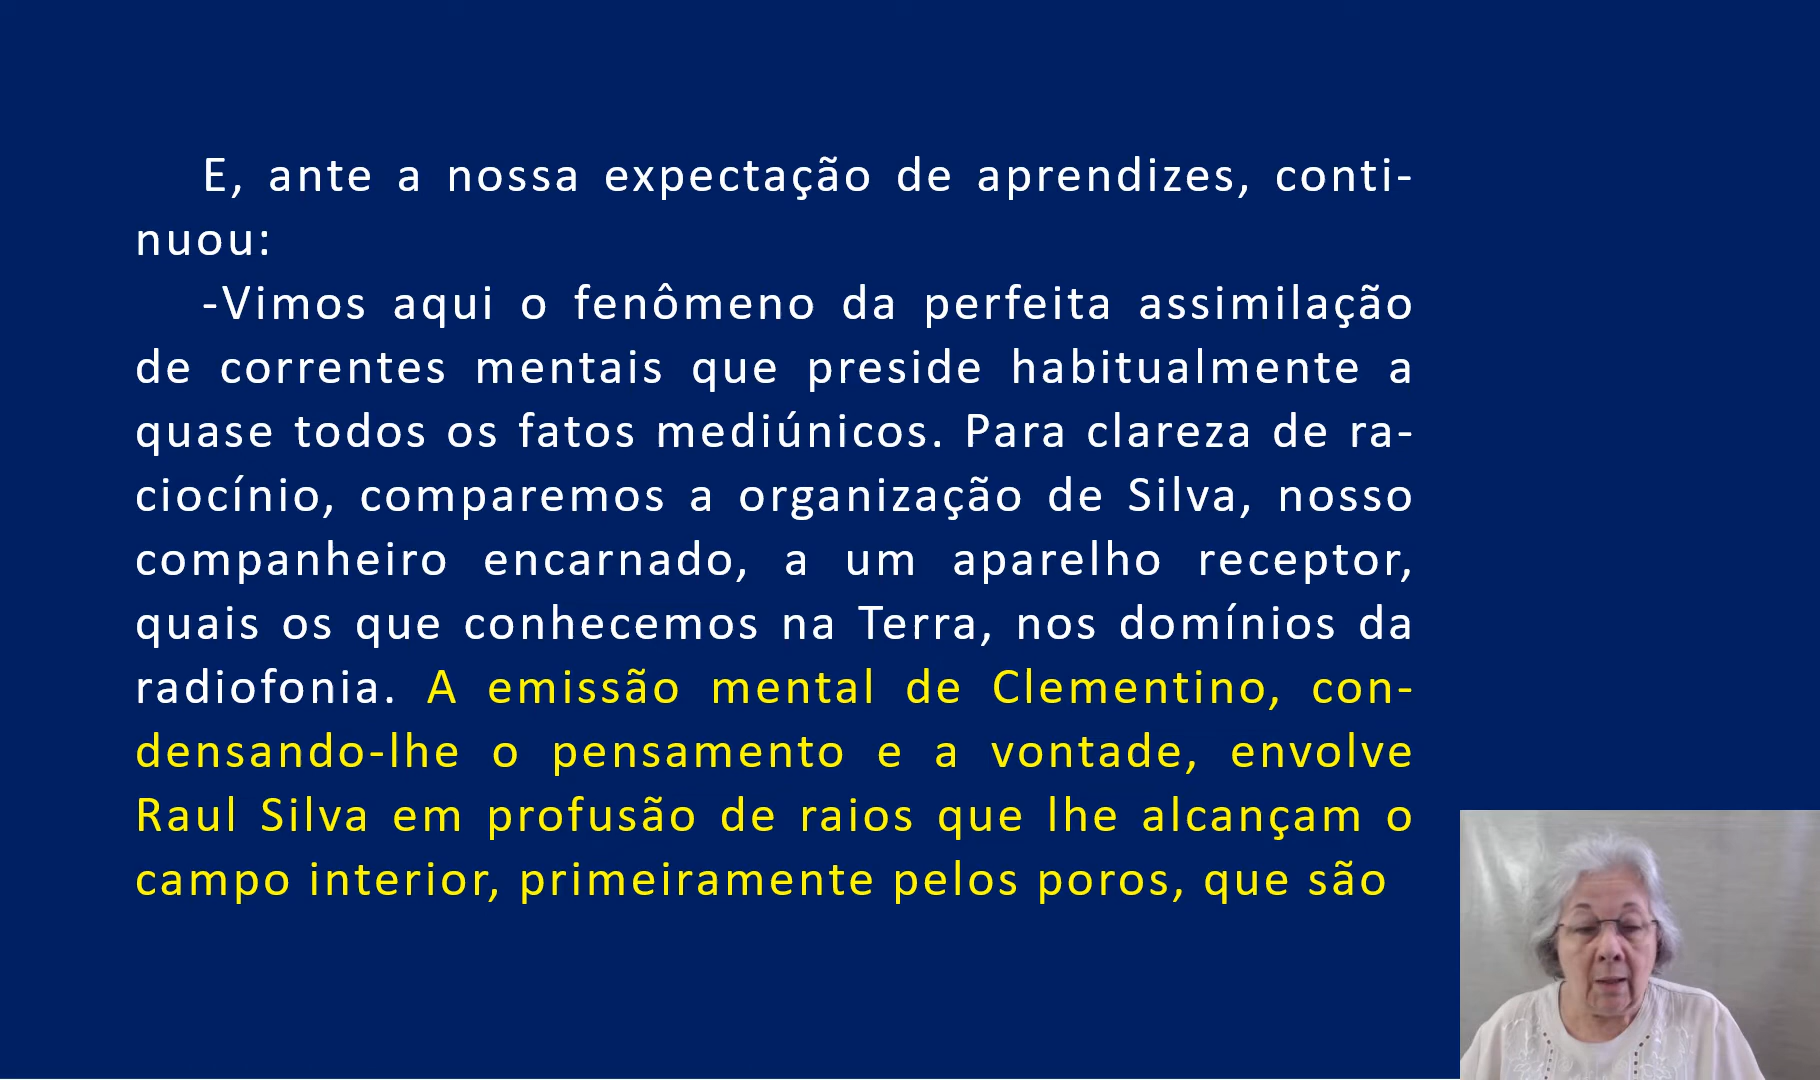 E, ante a nossa expectação de aprendizes, conti-
nuou:
-Vimos aqui o fenômeno da perfeita assimilação
de correntes mentais que preside habitualmente a
quase todos os fatos mediúnicos. Para clareza de ra-
ciocínio, comparemos a organização de Silva, nosso
companheiro encarnado, a um aparelho receptor,
quais os que conhecemos na Terra, nos domínios da
radiofonia. A emissão mental de Clementino, con-
densando-lhe o pensamento e a vontade, envolve
Raul Silva em profusão de raios que lhe alcançam o
campo interior, primeiramente pelos poros, que são